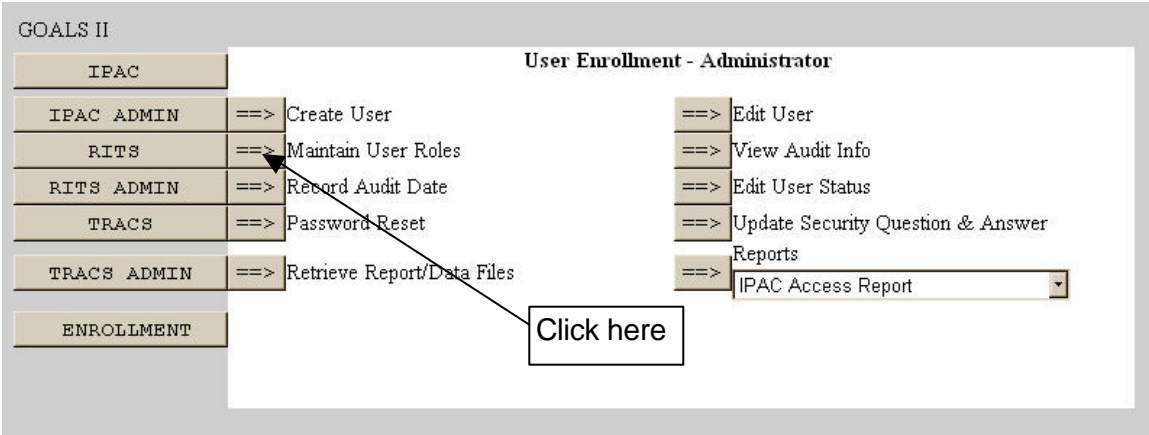 GOALS II
User Enrollment - Administrator
IPAC
IPAC ADMIN ==> Create User ==> Edit User
RITS ==> Maintain User Roles ==> View Audit Info
RITS ADMIN ==> Record Audit Date ==> Edit User Status
TRACS ==> Password Reset ==> Update Security Question & Answer
Reports
TRACS ADMIN ==> Retrieve Report/Data Files ==> IPAC Access Report
Click here
ENROLLMENT